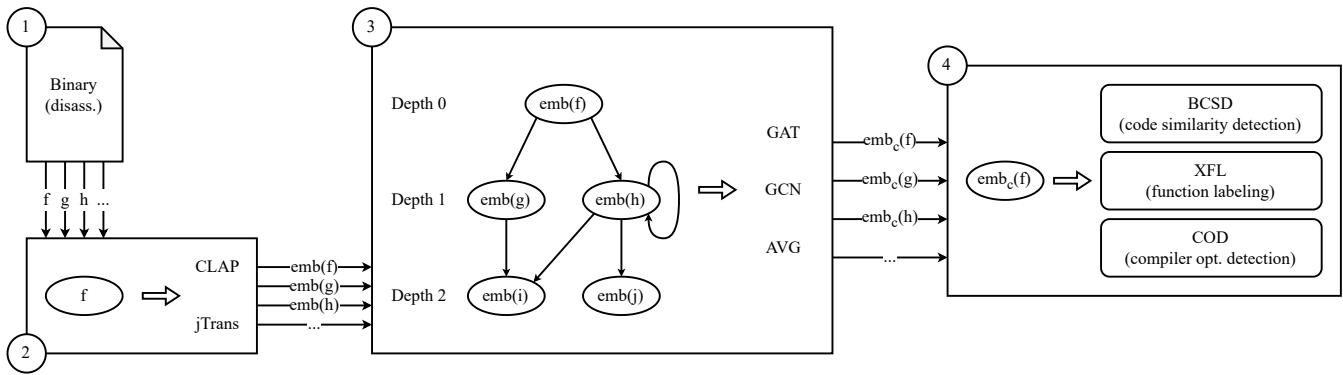 1
Binary
(disass.)
f g h ...
2
f
CLAP
jTrans
emb(f)
emb(g)
emb(h)
...
3
Depth 0
emb(f)
Depth 1
emb(g)
emb(h)
Depth 2
emb(i)
emb(j)
GAT
GCN
AVG
emb_c(f)
emb_c(g)
emb_c(h)
...
4
emb_c(f)
BCSD
(code similarity detection)
XFL
(function labeling)
COD
(compiler opt. detection)